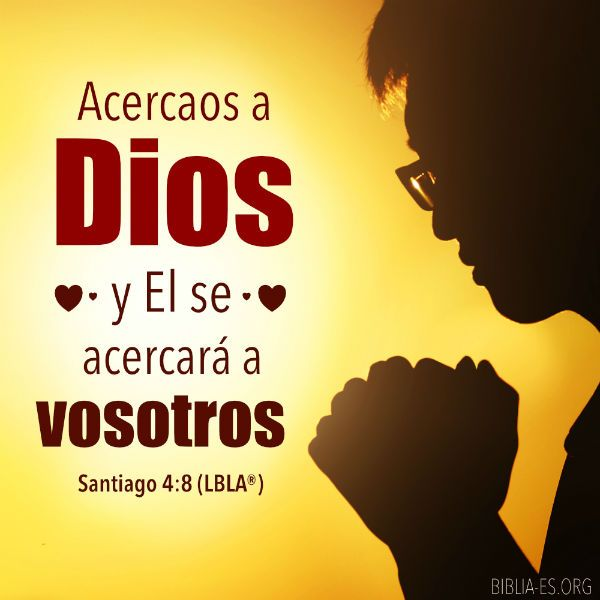 Acercaos a
Dios
y El se
acercará a
vosotros
Santiago 4:8 (LBLA®)
BIBLIA-ES.ORG